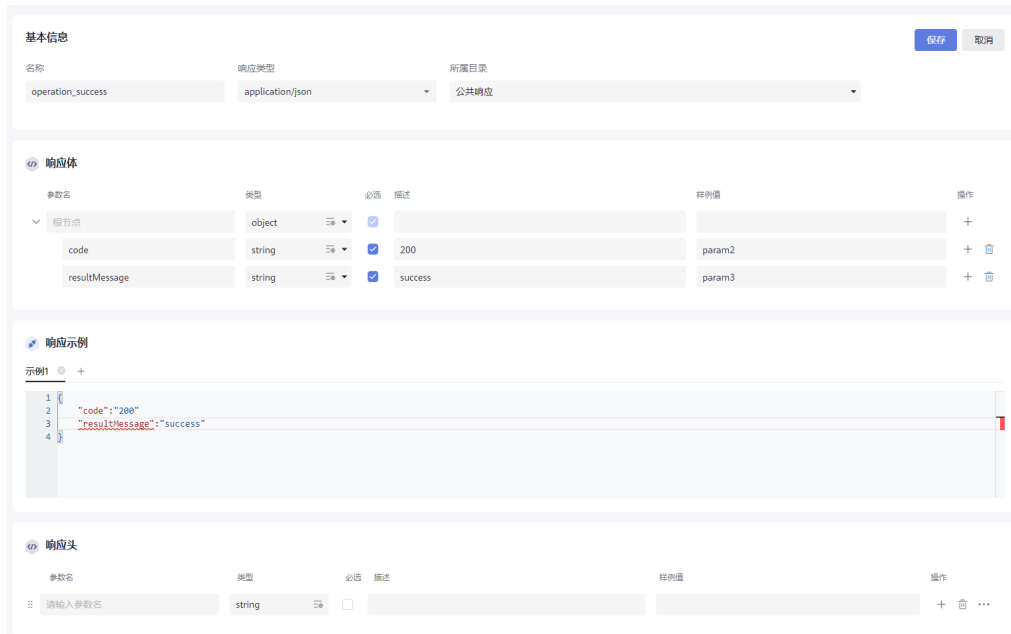 基本信息
保存 取消
名称 响应类型 所属目录
operation_success application/json 公共响应
响应体
参数名 类型 必选 描述 样例值 操作
根节点 object
code string 200 param2
resultMessage string success param3
响应示例
示例1
1 {
2 "code":"200"
3 "resultMessage":"success"
4 }
响应头
参数名 类型 必选 描述 样例值 操作
请输入参数名 string